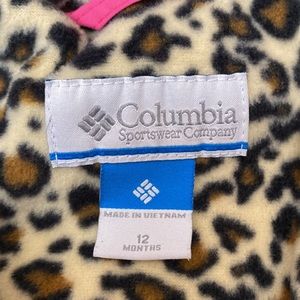 Columbia
Sportswear Company
MADE IN VIETNAM
12
MONTHS